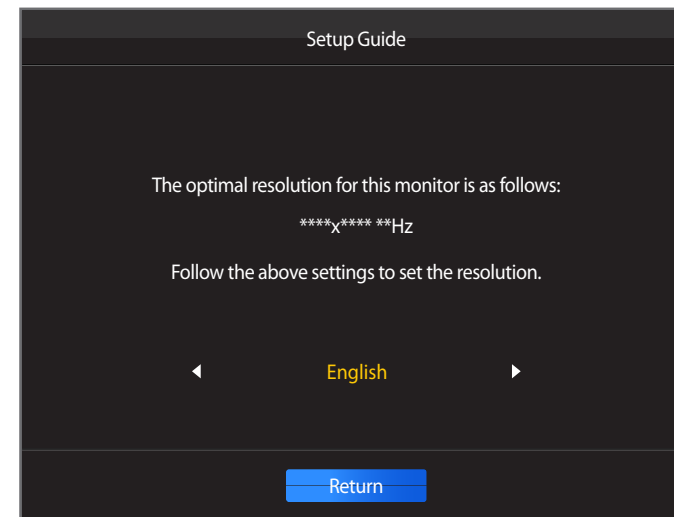 Setup Guide
The optimal resolution for this monitor is as follows:
****x**** **Hz
Follow the above settings to set the resolution.
English
Return